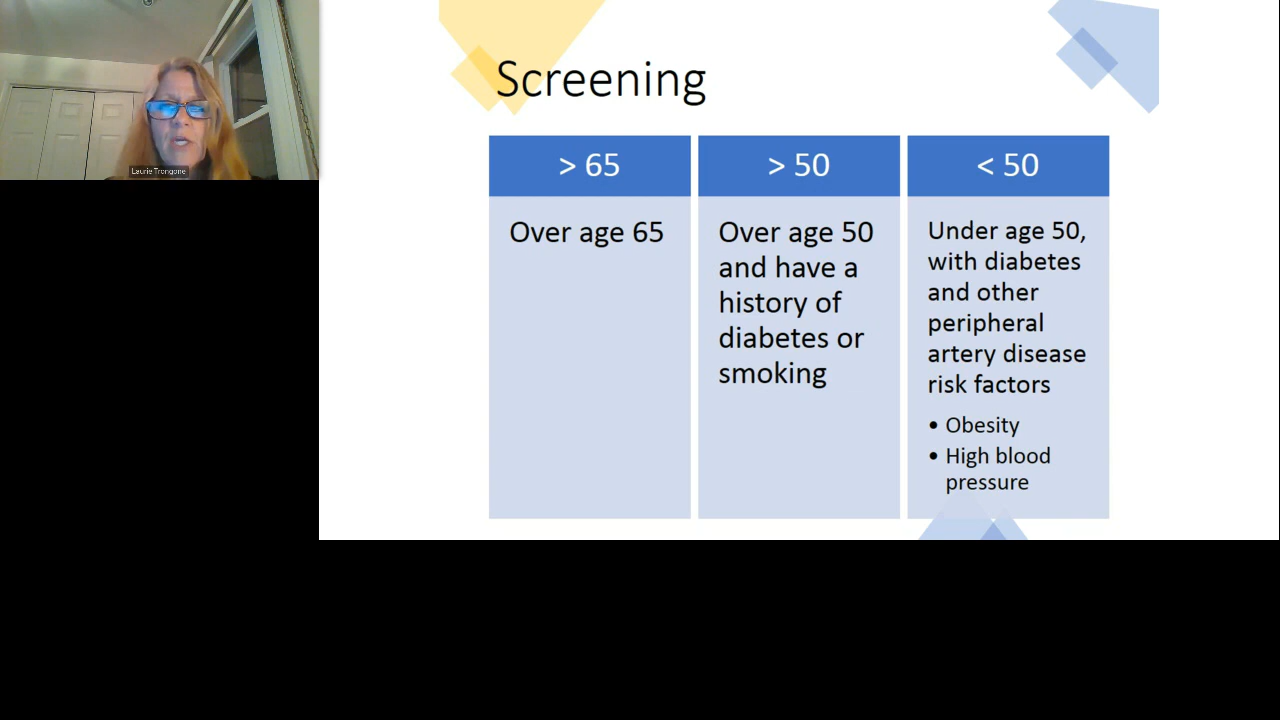 Laurie Trongone
Screening
> 65
Over age 65
> 50
Over age 50
and have a
history of
diabetes or
smoking
< 50
Under age 50,
with diabetes
and other
peripheral
artery disease
risk factors
• Obesity
• High blood
pressure